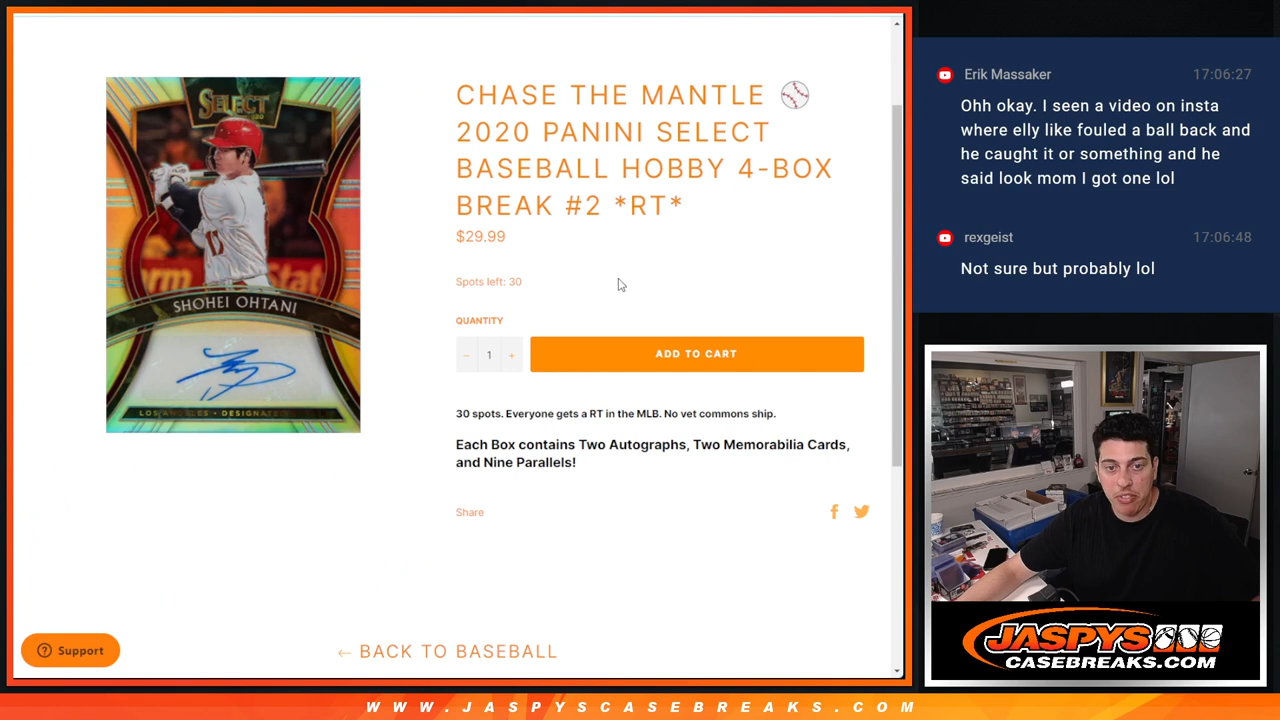 CHASE THE MANTLE
2020 PANINI SELECT
BASEBALL HOBBY 4-BOX
BREAK #2 *RT*
$29.99
Spots left: 30
QUANTITY
− 1 +
ADD TO CART
30 spots. Everyone gets a RT in the MLB. No vet commons ship.
Each Box contains Two Autographs, Two Memorabilia Cards,
and Nine Parallels!
Share
← BACK TO BASEBALL
Support
SELECT
17
SHOHEI OHTANI
LOS ANGELES • DESIGNATED
Erik Massaker 17:06:27
Ohh okay. I seen a video on insta
where elly like fouled a ball back and
he caught it or something and he
said look mom I got one lol
rexgeist 17:06:48
Not sure but probably lol
JASPYS
CASEBREAKS.COM
WWW.JASPYSCASEBREAKS.COM